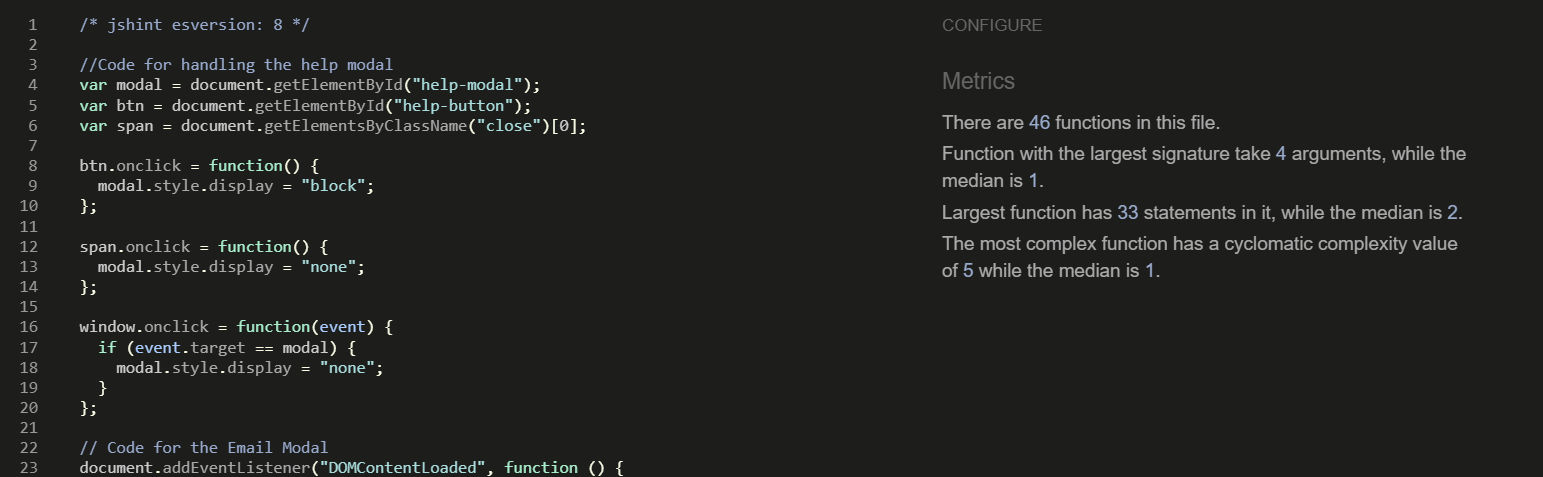 1 /* jshint esversion: 8 */
2
3 //Code for handling the help modal
4 var modal = document.getElementById("help-modal");
5 var btn = document.getElementById("help-button");
6 var span = document.getElementsByClassName("close")[0];
7
8 btn.onclick = function() {
9   modal.style.display = "block";
10 };
11
12 span.onclick = function() {
13   modal.style.display = "none";
14 };
15
16 window.onclick = function(event) {
17   if (event.target == modal) {
18     modal.style.display = "none";
19   }
20 };
21
22 // Code for the Email Modal
23 document.addEventListener("DOMContentLoaded", function () {
CONFIGURE
Metrics
There are 46 functions in this file.
Function with the largest signature take 4 arguments, while the
median is 1.
Largest function has 33 statements in it, while the median is 2.
The most complex function has a cyclomatic complexity value
of 5 while the median is 1.